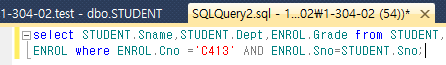 1-304-02.test - dbo.STUDENT SQLQuery2.sql - 1...02₩1-304-02 (54))*
select STUDENT.Sname,STUDENT.Dept,ENROL.Grade from STUDENT,
ENROL where ENROL.Cno ='C413' AND ENROL.Sno=STUDENT.Sno;